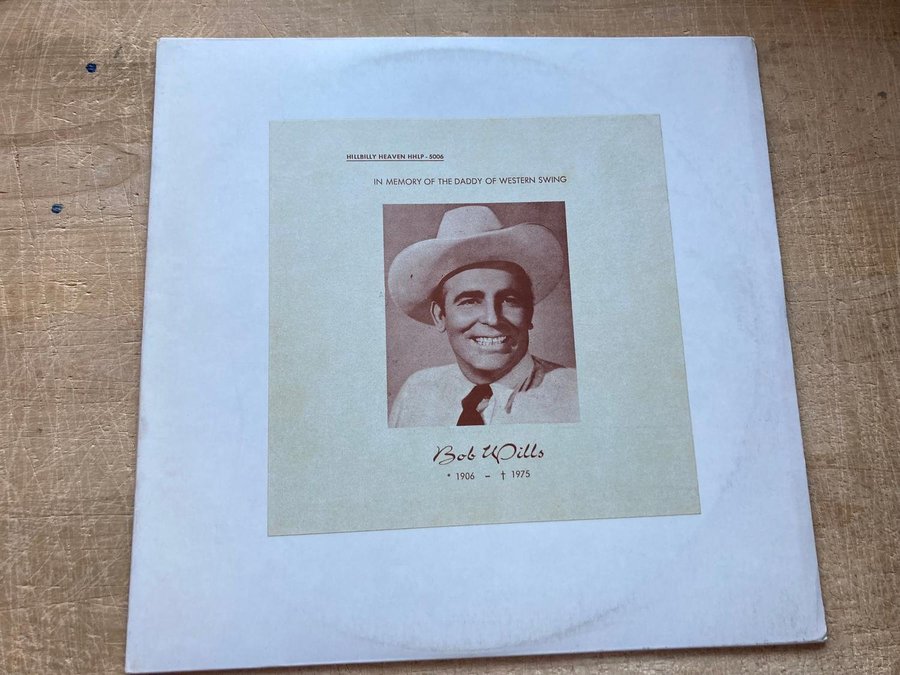 HILLBILLY HEAVEN HHLP - 5006
IN MEMORY OF THE DADDY OF WESTERN SWING
Bob Wills
* 1906 - † 1975